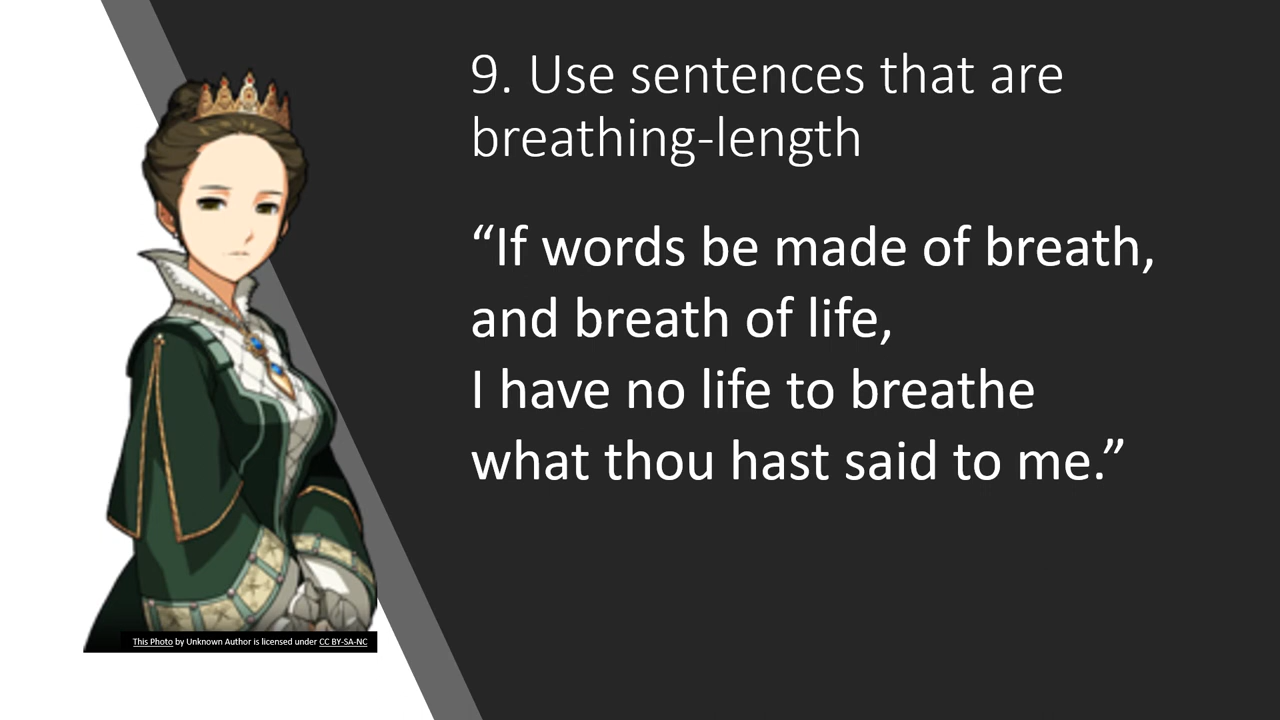 9. Use sentences that are
breathing-length
“If words be made of breath,
and breath of life,
I have no life to breathe
what thou hast said to me.”
This Photo by Unknown Author is licensed under CC BY-SA-NC